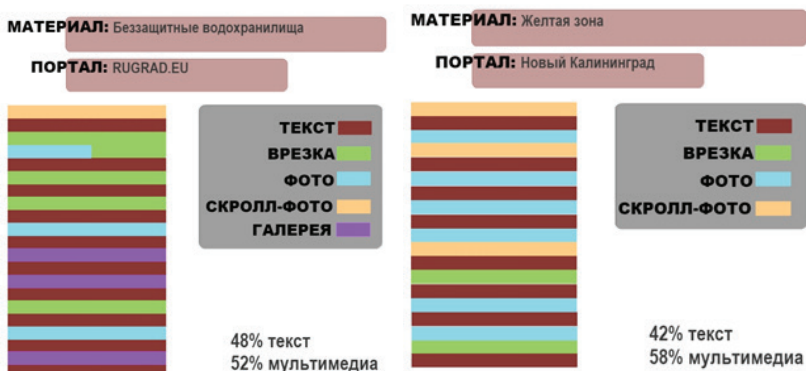 МАТЕРИАЛ: Беззащитные водохранилища
ПОРТАЛ: RUGRAD.EU
ТЕКСТ
ВРЕЗКА
ФОТО
СКРОЛЛ-ФОТО
ГАЛЕРЕЯ
48% текст
52% мультимедиа
МАТЕРИАЛ: Желтая зона
ПОРТАЛ: Новый Калининград
ТЕКСТ
ВРЕЗКА
ФОТО
СКРОЛЛ-ФОТО
42% текст
58% мультимедиа